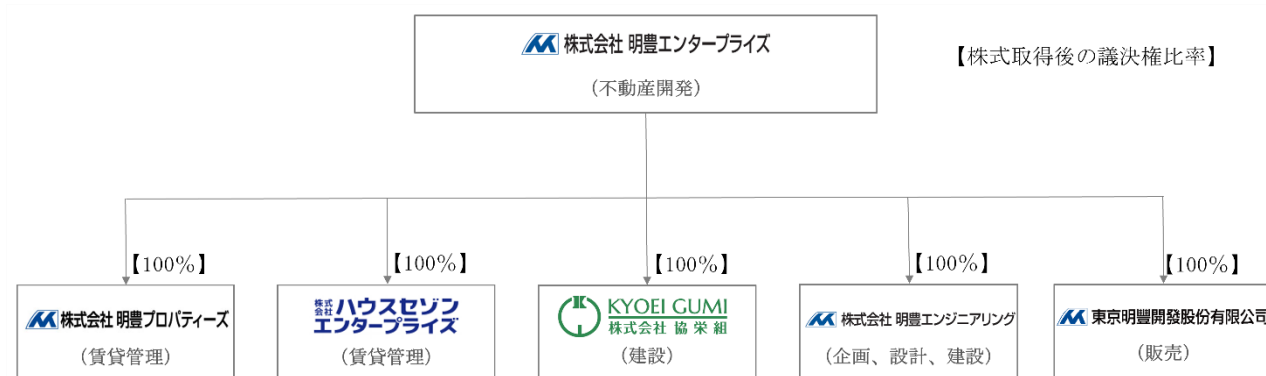 株式会社 明豊エンタープライズ
(不動産開発)
【株式取得後の議決権比率】
【100%】
【100%】
【100%】
【100%】
【100%】
株式会社 明豊プロパティーズ
(賃貸管理)
株式会社 ハウスセゾン
エンタープライズ
(賃貸管理)
KYOEI GUMI
株式会社 協栄組
(建設)
株式会社 明豊エンジニアリング
(企画、設計、建設)
東京明豐開發股份有限公司
(販売)